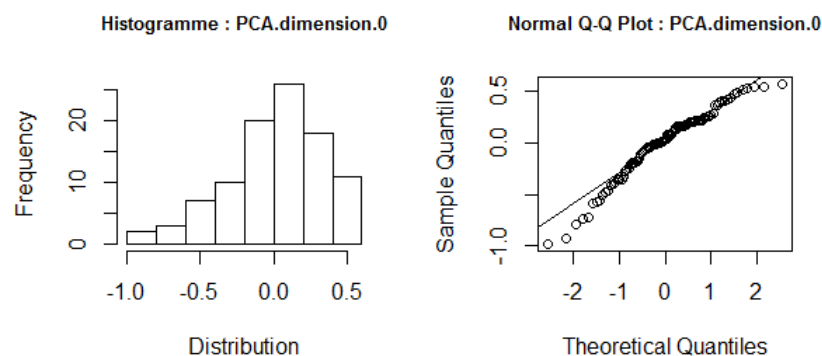 Histogramme : PCA.dimension.0
Frequency
0
10
20
-1.0
-0.5
0.0
0.5
Distribution
Normal Q-Q Plot : PCA.dimension.0
Sample Quantiles
-1.0
0.0
0.5
-2
-1
0
1
2
Theoretical Quantiles